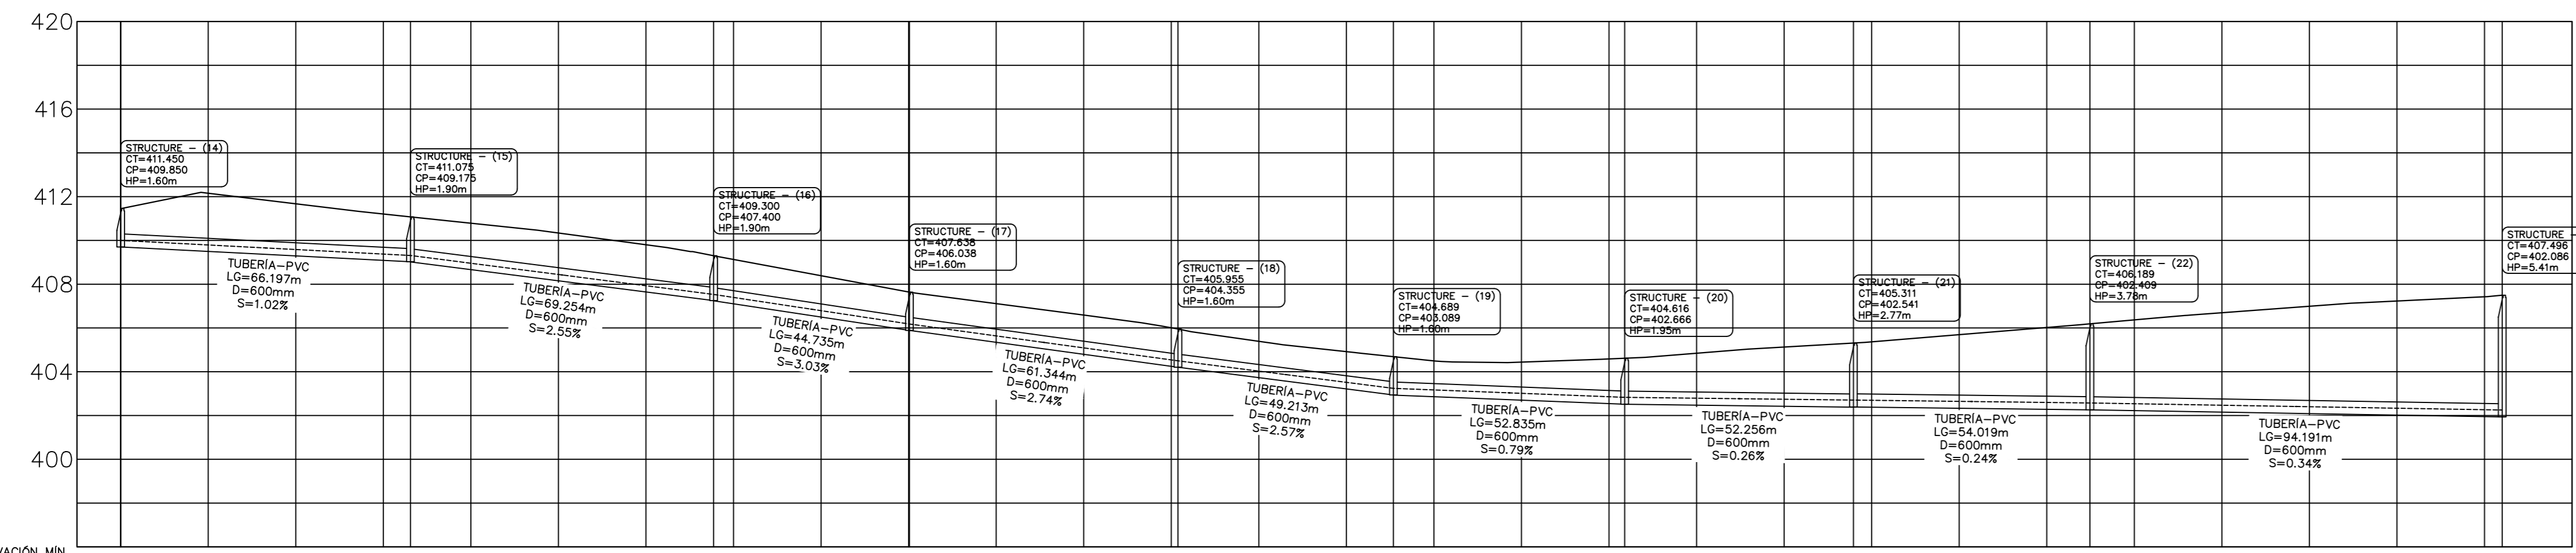 420
416
412
408
404
400
STRUCTURE - (14)
CT=411.450
CP=409.850
HP=1.60m
STRUCTURE - (15)
CT=411.075
CP=409.175
HP=1.90m
STRUCTURE - (16)
CT=409.300
CP=407.400
HP=1.90m
STRUCTURE - (17)
CT=407.638
CP=406.038
HP=1.60m
STRUCTURE - (18)
CT=405.955
CP=404.355
HP=1.60m
STRUCTURE - (19)
CT=404.689
CP=403.089
HP=1.60m
STRUCTURE - (20)
CT=404.616
CP=402.666
HP=1.95m
STRUCTURE - (21)
CT=405.311
CP=402.541
HP=2.77m
STRUCTURE - (22)
CT=406.189
CP=402.409
HP=3.78m
STRUCTURE -
CT=407.496
CP=402.086
HP=5.41m
TUBERÍA-PVC
LG=66.197m
D=600mm
S=1.02%
TUBERÍA-PVC
LG=69.254m
D=600mm
S=2.55%
TUBERÍA-PVC
LG=44.735m
D=600mm
S=3.03%
TUBERÍA-PVC
LG=61.344m
D=600mm
S=2.74%
TUBERÍA-PVC
LG=49.213m
D=600mm
S=2.57%
TUBERÍA-PVC
LG=52.835m
D=600mm
S=0.79%
TUBERÍA-PVC
LG=52.256m
D=600mm
S=0.26%
TUBERÍA-PVC
LG=54.019m
D=600mm
S=0.24%
TUBERÍA-PVC
LG=94.191m
D=600mm
S=0.34%
VACIÓN MÍN